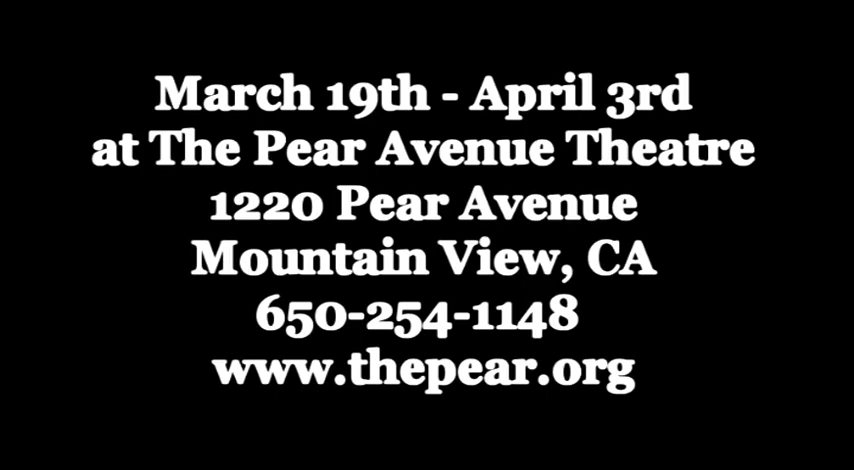 March 19th - April 3rd
at The Pear Avenue Theatre
1220 Pear Avenue
Mountain View, CA
650-254-1148
www.thepear.org